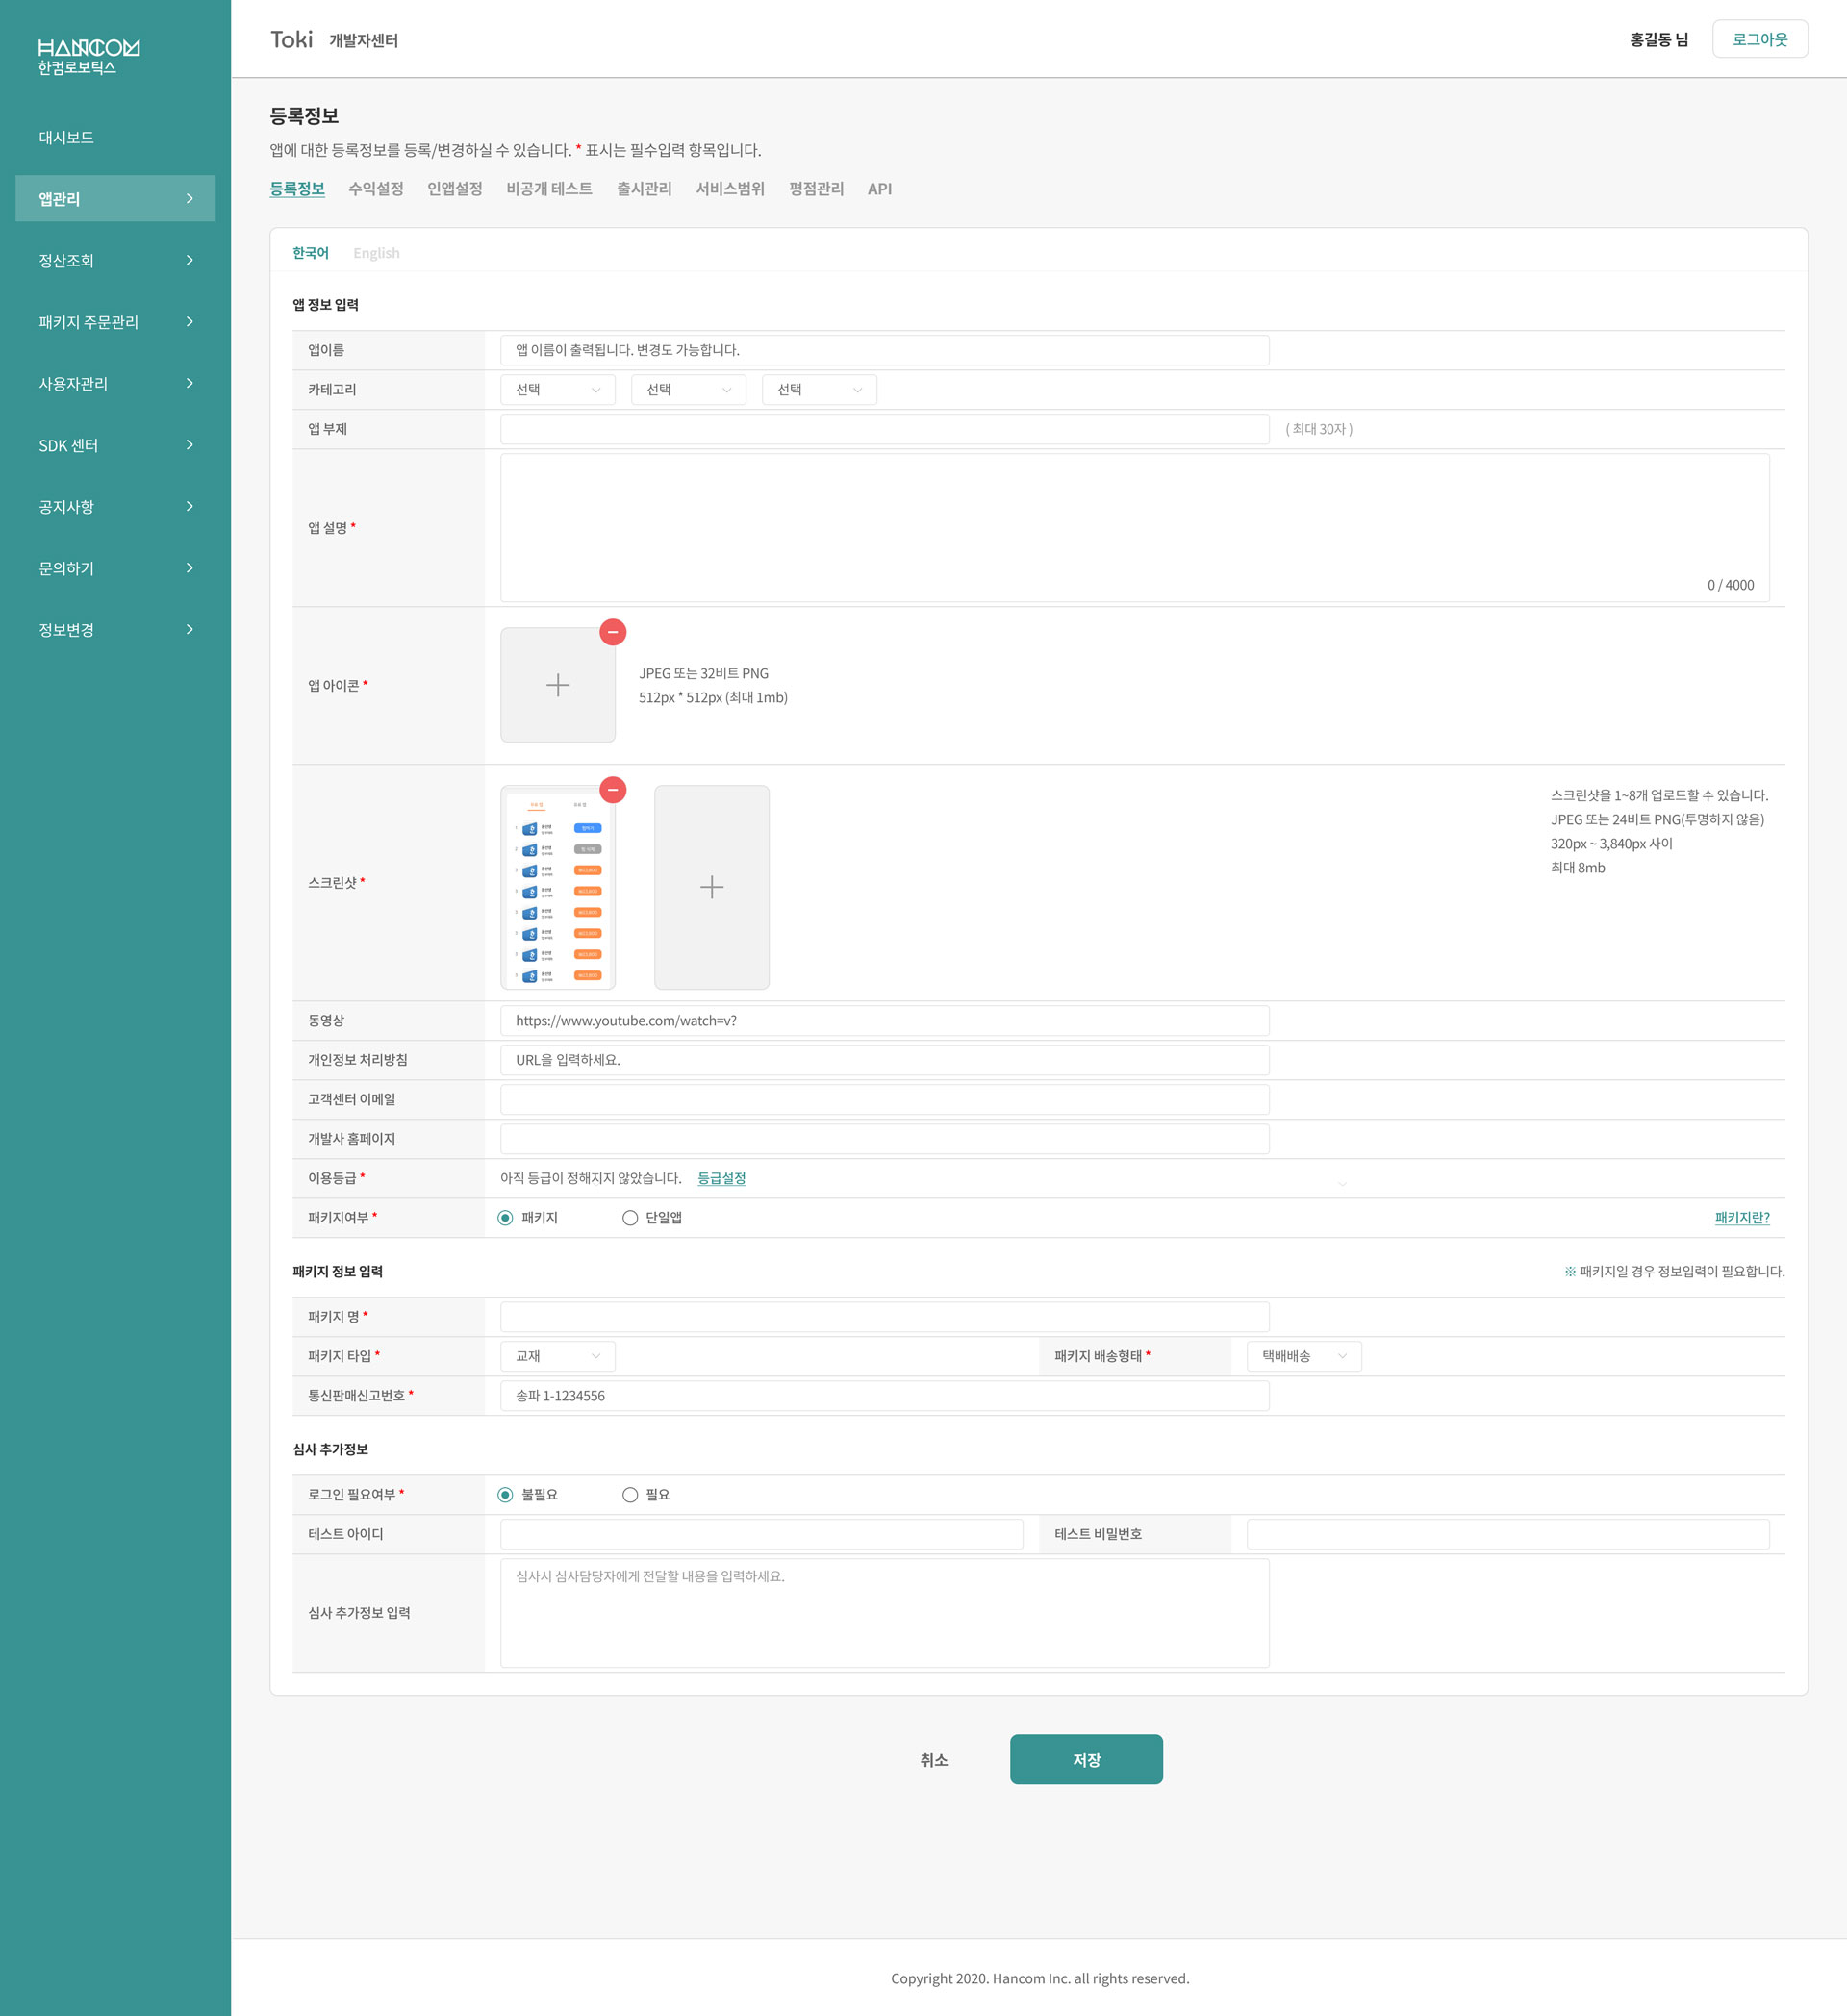 HANCOM
한컴로보틱스
대시보드
앱관리
정산조회
패키지 주문관리
사용자관리
SDK 센터
공지사항
문의하기
정보변경
Toki 개발자센터
홍길동 님 로그아웃
등록정보
앱에 대한 등록정보를 등록/변경하실 수 있습니다. * 표시는 필수입력 항목입니다.
등록정보 수익설정 인앱설정 비공개 테스트 출시관리 서비스범위 평점관리 API
한국어 English
앱 정보 입력
앱이름 앱 이름이 출력됩니다. 변경도 가능합니다.
카테고리 선택 선택 선택
앱 부제 ( 최대 30자 )
앱 설명 *
0 / 4000
앱 아이콘 *
JPEG 또는 32비트 PNG
512px * 512px (최대 1mb)
스크린샷 *
스크린샷을 1~8개 업로드할 수 있습니다.
JPEG 또는 24비트 PNG(투명하지 않음)
320px ~ 3,840px 사이
최대 8mb
동영상 https://www.youtube.com/watch=v?
개인정보 처리방침 URL을 입력하세요.
고객센터 이메일
개발사 홈페이지
이용등급 * 아직 등급이 정해지지 않았습니다. 등급설정
패키지여부 * 패키지 단일앱 패키지란?
패키지 정보 입력 ※ 패키지일 경우 정보입력이 필요합니다.
패키지 명 *
패키지 타입 * 교재 패키지 배송형태 * 택배배송
통신판매신고번호 * 송파 1-1234556
심사 추가정보
로그인 필요여부 * 불필요 필요
테스트 아이디 테스트 비밀번호
심사 추가정보 입력 심사시 심사담당자에게 전달할 내용을 입력하세요.
취소 저장
Copyright 2020. Hancom Inc. all rights reserved.